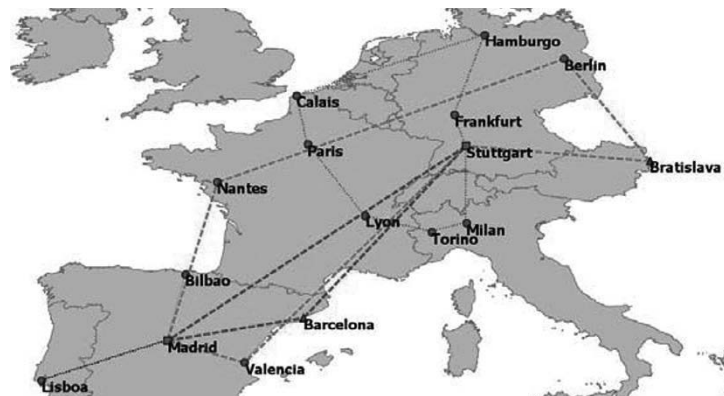 Hamburgo
Berlin
Calais
Frankfurt
Paris
Stuttgart
Bratislava
Nantes
Lyon
Milan
Torino
Bilbao
Barcelona
Madrid
Valencia
Lisboa